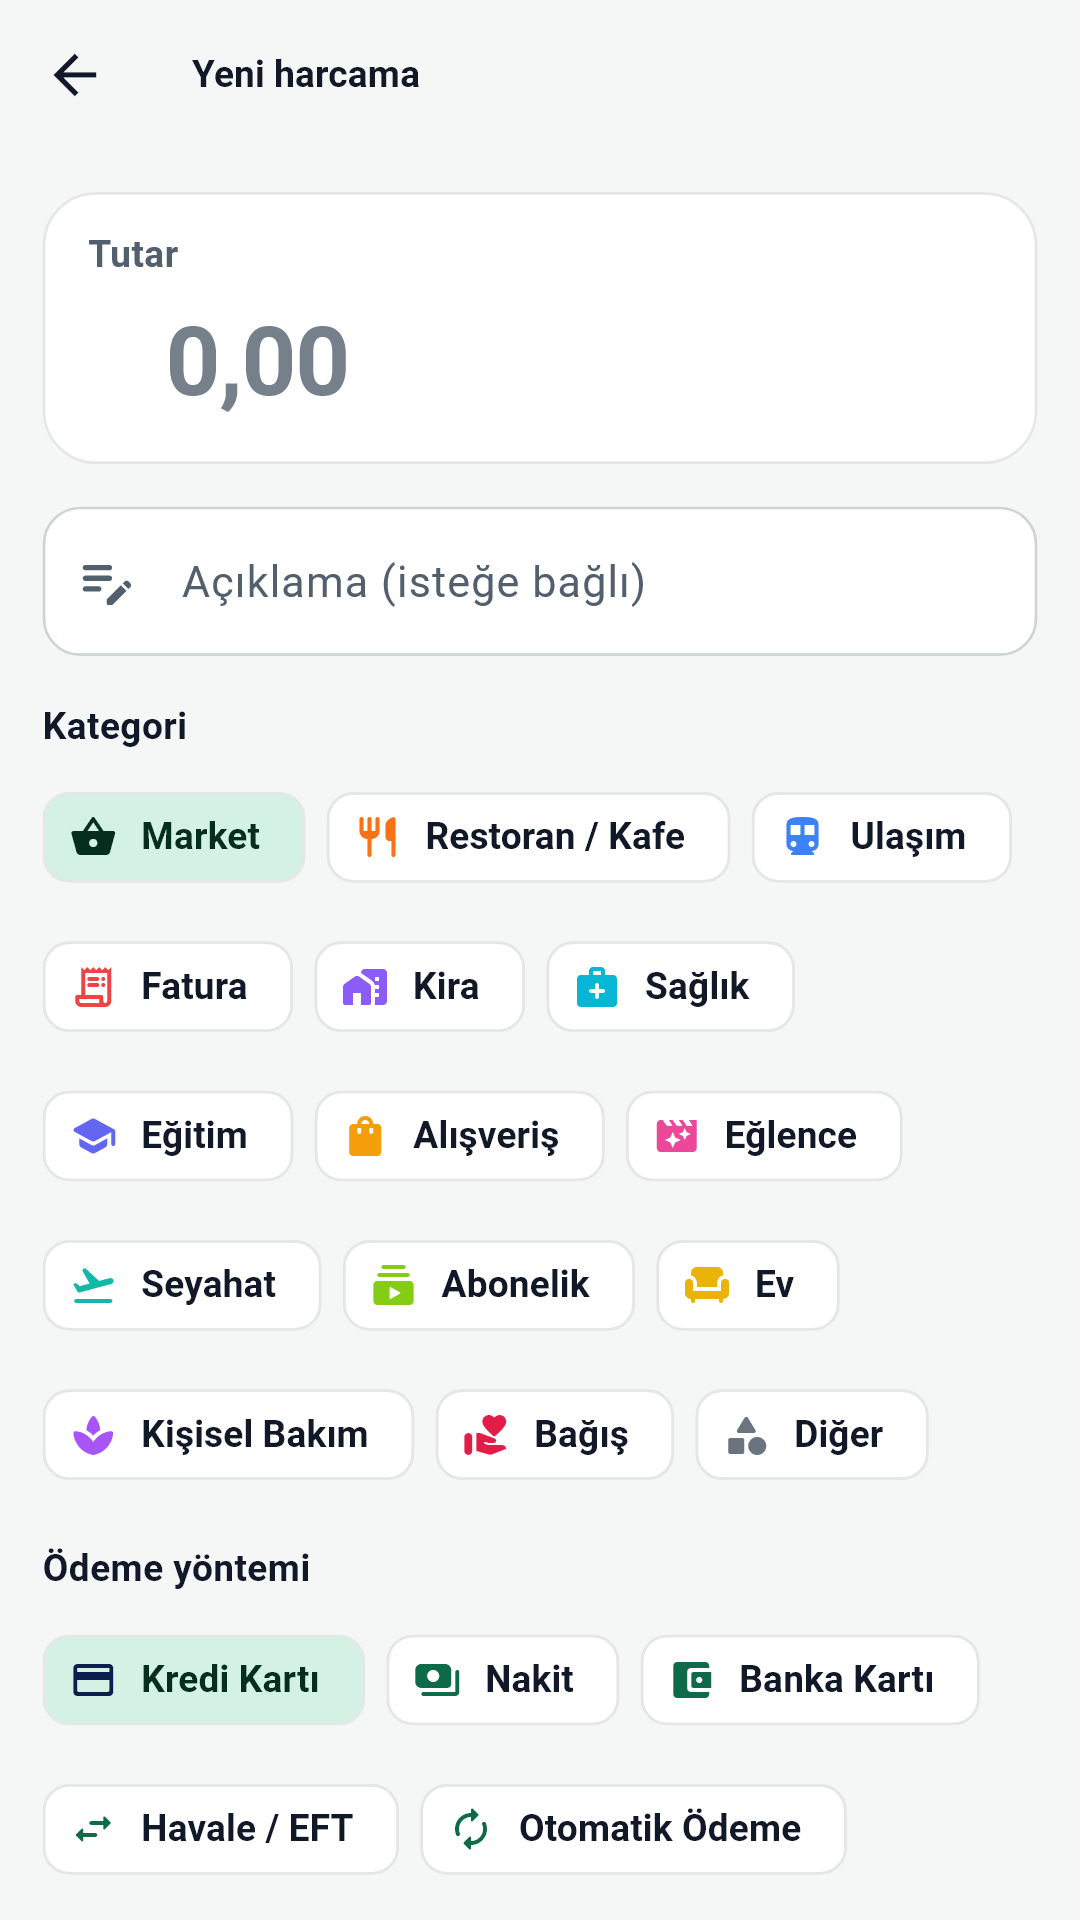 Yeni harcama
Tutar
0,00
Açıklama (isteğe bağlı)
Kategori
Market Restoran / Kafe Ulaşım
Fatura Kira Sağlık
Eğitim Alışveriş Eğlence
Seyahat Abonelik Ev
Kişisel Bakım Bağış Diğer
Ödeme yöntemi
Kredi Kartı Nakit Banka Kartı
Havale / EFT Otomatik Ödeme